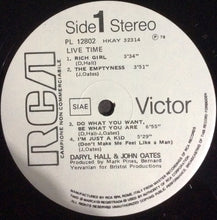 Side 1 Stereo
PL 12802 HKAY 32314 ℗ 78
LIVE TIME
1. RICH GIRL 3'34"
(D.Hall)
2. THE EMPTYNESS 3'51"
(J.Oates)
RCA
CAMPIONE NON COMMERCIABILE
SIAE
Victor
3. DO WHAT YOU WANT,
BE WHAT YOU ARE 6'55"
(D.Hall-J.Oates)
4. I'M JUST A KID 5'29"
(Don't Make Me Feel Like a Man)
(J.Oates)
DARYL HALL & JOHN OATES
Produced by Mark Pines, Bernard
Yervanian for Bristol Productions